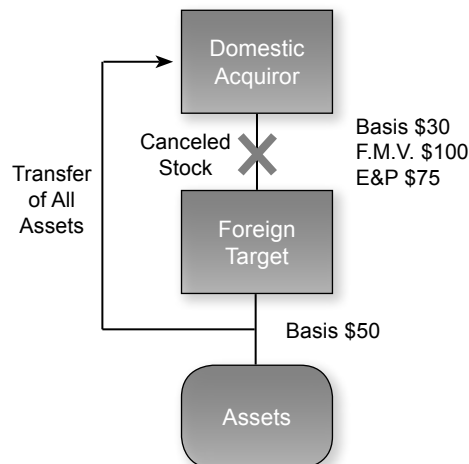 Domestic
Acquiror
Canceled
Stock
Basis $30
F.M.V. $100
E&P $75
Transfer
of All
Assets
Foreign
Target
Basis $50
Assets